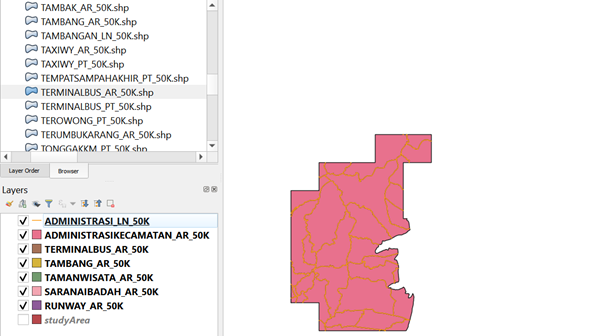 TAMBAK_AR_50K.shp
TAMBANG_AR_50K.shp
TAMBANGAN_LN_50K.shp
TAXIWY_AR_50K.shp
TAXIWY_PT_50K.shp
TEMPATSAMPAHAKHIR_PT_50K.shp
TERMINALBUS_AR_50K.shp
TERMINALBUS_PT_50K.shp
TEROWONG_PT_50K.shp
TERUMBUKARANG_AR_50K.shp
TONGGAKKM_PT_50K.shp
Layer Order Browser
Layers
ADMINISTRASI_LN_50K
ADMINISTRASIKECAMATAN_AR_50K
TERMINALBUS_AR_50K
TAMBANG_AR_50K
TAMANWISATA_AR_50K
SARANAIBADAH_AR_50K
RUNWAY_AR_50K
studyArea